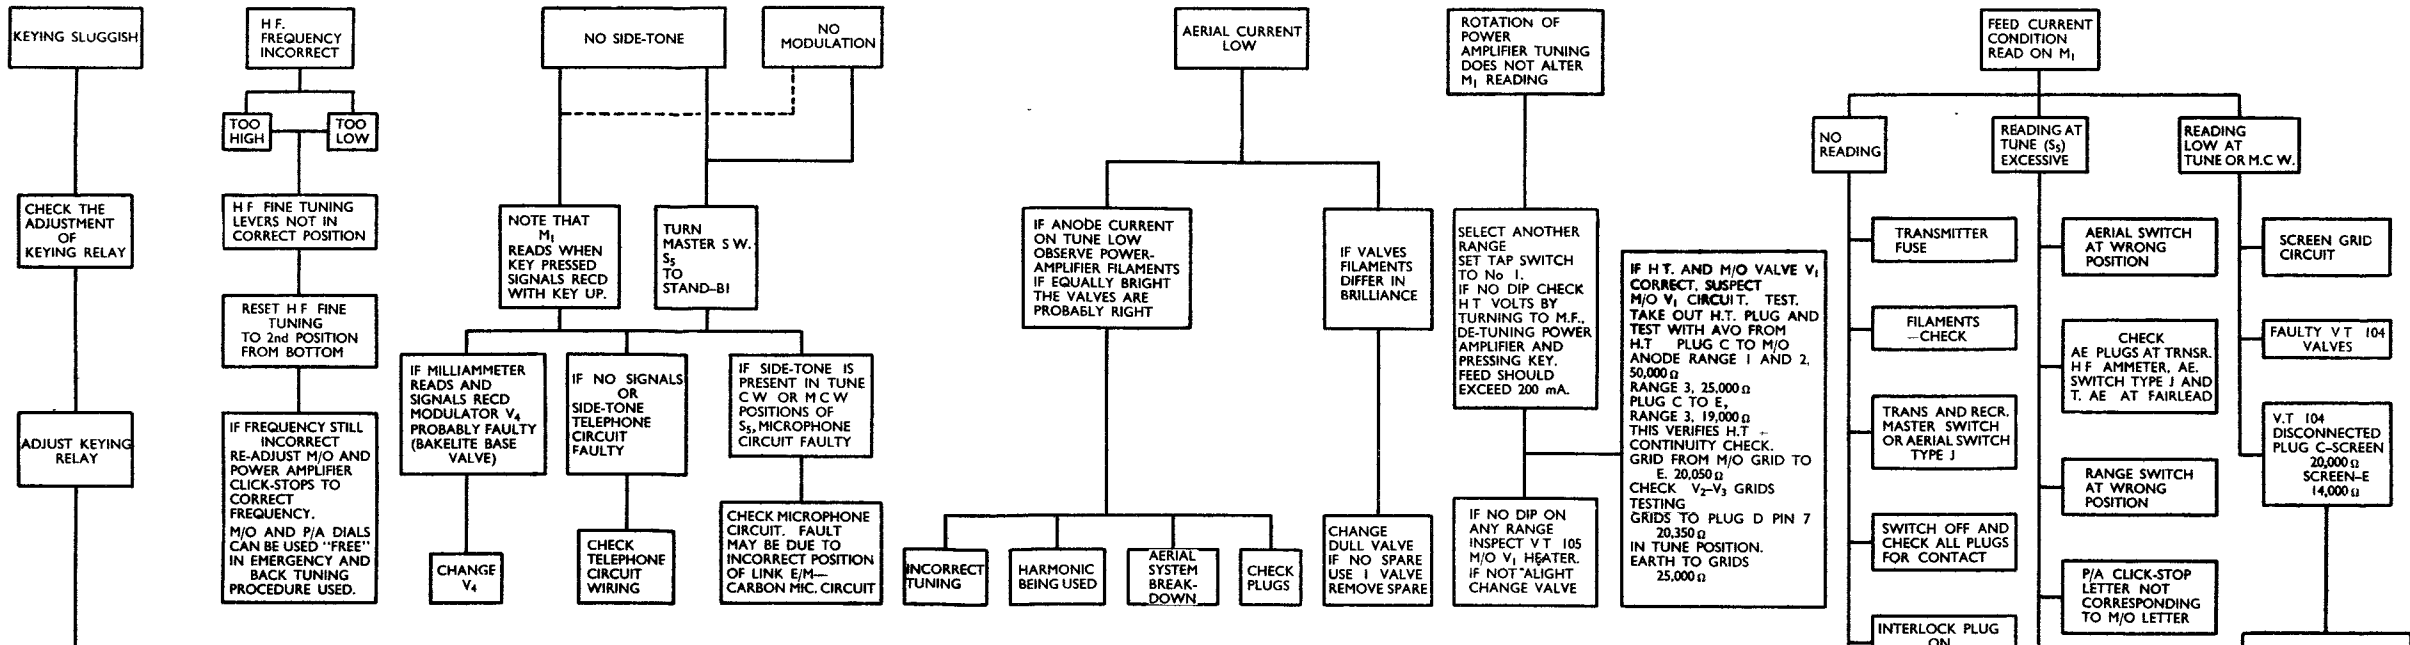 KEYING SLUGGISH
CHECK THE
ADJUSTMENT
OF
KEYING RELAY
ADJUST KEYING
RELAY
H F.
FREQUENCY
INCORRECT
TOO
HIGH
TOO
LOW
H F FINE TUNING
LEVERS NOT IN
CORRECT POSITION
RESET H F FINE
TUNING
TO 2nd POSITION
FROM BOTTOM
IF FREQUENCY STILL
INCORRECT
RE-ADJUST M/O AND
POWER AMPLIFIER
CLICK-STOPS TO
CORRECT
FREQUENCY.
M/O AND P/A DIALS
CAN BE USED "FREE"
IN EMERGENCY AND
BACK TUNING
PROCEDURE USED.
NO SIDE-TONE
NO
MODULATION
NOTE THAT
M₁
READS WHEN
KEY PRESSED
SIGNALS RECD
WITH KEY UP.
TURN
MASTER S W.
S₅
TO
STAND-BI
IF MILLIAMMETER
READS AND
SIGNALS RECD
MODULATOR V₄
PROBABLY FAULTY
(BAKELITE BASE
VALVE)
CHANGE
V₄
IF NO SIGNALS
OR
SIDE-TONE
TELEPHONE
CIRCUIT
FAULTY
CHECK
TELEPHONE
CIRCUIT
WIRING
IF SIDE-TONE IS
PRESENT IN TUNE
C W OR M C W
POSITIONS OF
S₅, MICROPHONE
CIRCUIT FAULTY
CHECK MICROPHONE
CIRCUIT. FAULT
MAY BE DUE TO
INCORRECT POSITION
OF LINK E/M—
CARBON MIC. CIRCUIT
AERIAL CURRENT
LOW
IF ANODE CURRENT
ON TUNE LOW
OBSERVE POWER-
AMPLIFIER FILAMENTS
IF EQUALLY BRIGHT
THE VALVES ARE
PROBABLY RIGHT
INCORRECT
TUNING
HARMONIC
BEING USED
AERIAL
SYSTEM
BREAK-
DOWN
CHECK
PLUGS
IF VALVES
FILAMENTS
DIFFER IN
BRILLIANCE
CHANGE
DULL VALVE
IF NO SPARE
USE 1 VALVE
REMOVE SPARE
ROTATION OF
POWER
AMPLIFIER TUNING
DOES NOT ALTER
M₁ READING
SELECT ANOTHER
RANGE
SET TAP SWITCH
TO No 1.
IF NO DIP CHECK
H T VOLTS BY
TURNING TO M.F.,
DE-TUNING POWER
AMPLIFIER AND
PRESSING KEY.
FEED SHOULD
EXCEED 200 mA.
IF NO DIP ON
ANY RANGE
INSPECT V T 105
M/O V₁ HEATER.
IF NOT ALIGHT
CHANGE VALVE
IF H T. AND M/O VALVE V₁
CORRECT, SUSPECT
M/O V₁ CIRCUIT. TEST.
TAKE OUT H.T. PLUG AND
TEST WITH AVO FROM
H.T PLUG C TO M/O
ANODE RANGE 1 AND 2,
50,000 Ω
RANGE 3, 25,000 Ω
PLUG C TO E,
RANGE 3, 19,000 Ω
THIS VERIFIES H.T –
CONTINUITY CHECK.
GRID FROM M/O GRID TO
E. 20,050 Ω
CHECK V₂–V₃ GRIDS
TESTING
GRIDS TO PLUG D PIN 7
20,350 Ω
IN TUNE POSITION.
EARTH TO GRIDS
25,000 Ω
FEED CURRENT
CONDITION
READ ON M₁
NO
READING
TRANSMITTER
FUSE
FILAMENTS
—CHECK
TRANS AND RECR.
MASTER SWITCH
OR AERIAL SWITCH
TYPE J
SWITCH OFF AND
CHECK ALL PLUGS
FOR CONTACT
INTERLOCK PLUG
ON
READING AT
TUNE (S₅)
EXCESSIVE
AERIAL SWITCH
AT WRONG
POSITION
CHECK
AE PLUGS AT TRNSR.
H F AMMETER, AE.
SWITCH TYPE J AND
T. AE AT FAIRLEAD
RANGE SWITCH
AT WRONG
POSITION
P/A CLICK-STOP
LETTER NOT
CORRESPONDING
TO M/O LETTER
READING
LOW AT
TUNE OR M.C W.
SCREEN GRID
CIRCUIT
FAULTY V T 104
VALVES
V.T 104
DISCONNECTED
PLUG C–SCREEN
20,000 Ω
SCREEN–E
14,000 Ω